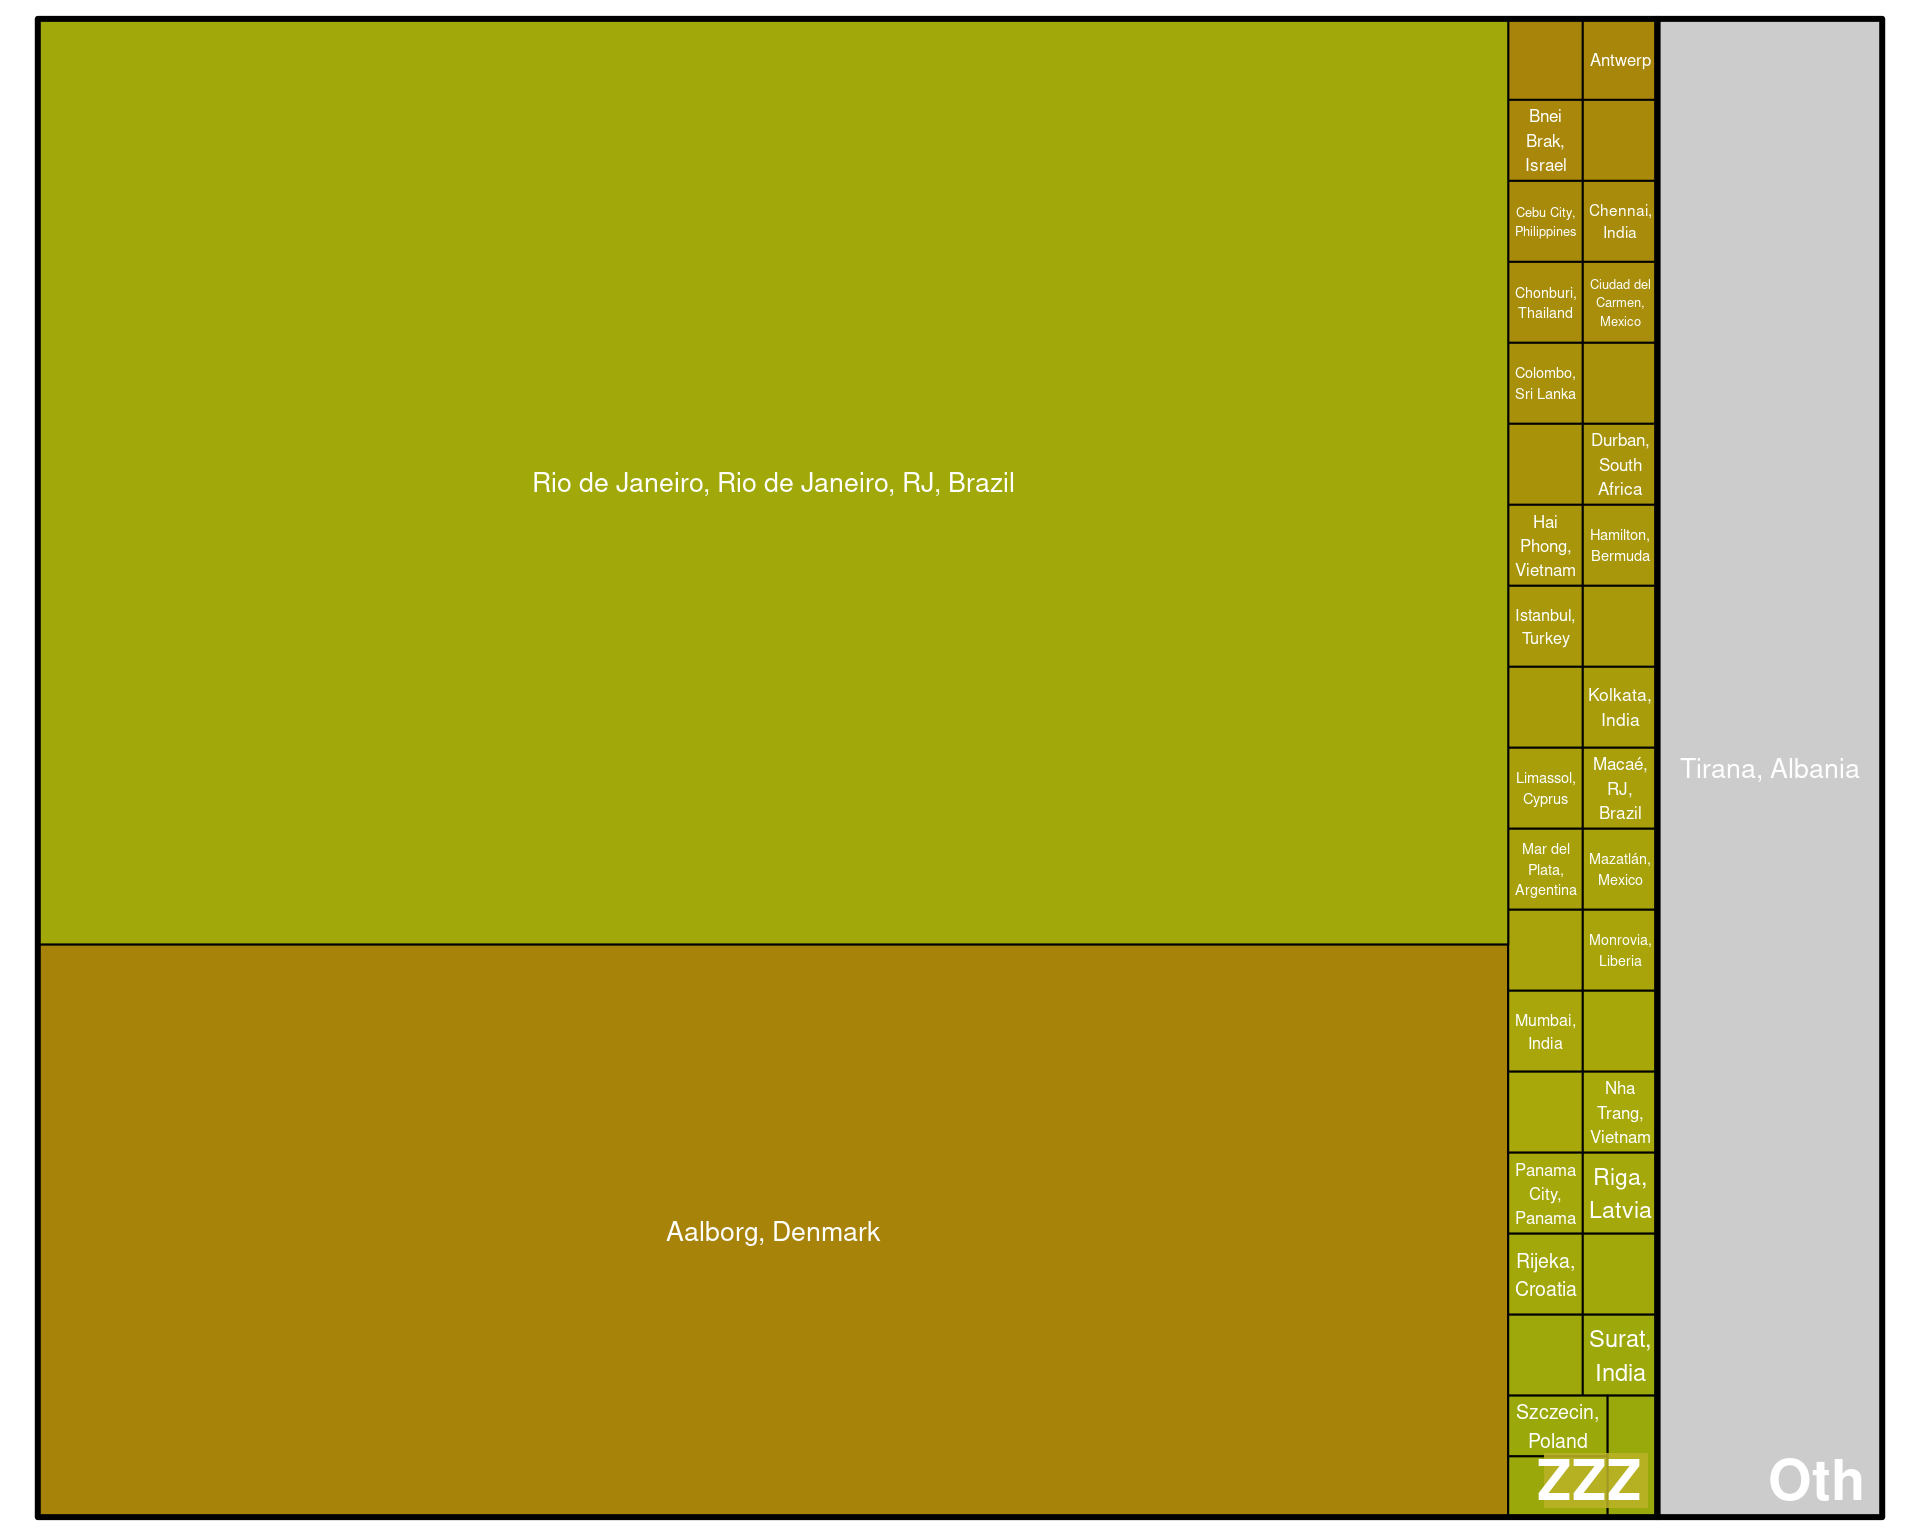 Rio de Janeiro, Rio de Janeiro, RJ, Brazil
Aalborg, Denmark
Antwerp
Bnei
Brak,
Israel
Cebu City,
Philippines
Chennai,
India
Chonburi,
Thailand
Ciudad del
Carmen,
Mexico
Colombo,
Sri Lanka
Durban,
South
Africa
Hai
Phong,
Vietnam
Hamilton,
Bermuda
Istanbul,
Turkey
Kolkata,
India
Limassol,
Cyprus
Macaé,
RJ,
Brazil
Mar del
Plata,
Argentina
Mazatlán,
Mexico
Monrovia,
Liberia
Mumbai,
India
Nha
Trang,
Vietnam
Panama
City,
Panama
Riga,
Latvia
Rijeka,
Croatia
Surat,
India
Szczecin,
Poland
ZZZ
Tirana, Albania
Oth